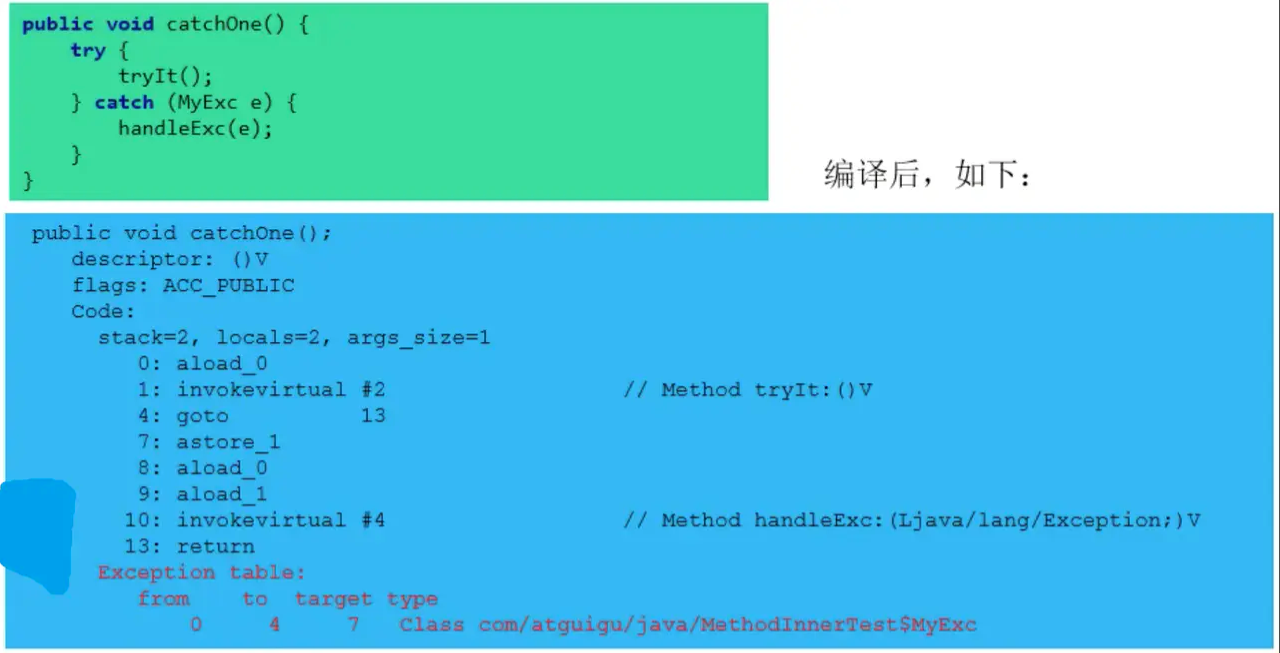 public void catchOne() {
    try {
        tryIt();
    } catch (MyExc e) {
        handleExc(e);
    }
}
编译后，如下：
public void catchOne();
   descriptor: ()V
   flags: ACC_PUBLIC
   Code:
     stack=2, locals=2, args_size=1
        0: aload_0
        1: invokevirtual #2                  // Method tryIt:()V
        4: goto          13
        7: astore_1
        8: aload_0
        9: aload_1
       10: invokevirtual #4                  // Method handleExc:(Ljava/lang/Exception;)V
       13: return
     Exception table:
        from    to  target type
            0     4     7   Class com/atguigu/java/MethodInnerTest$MyExc